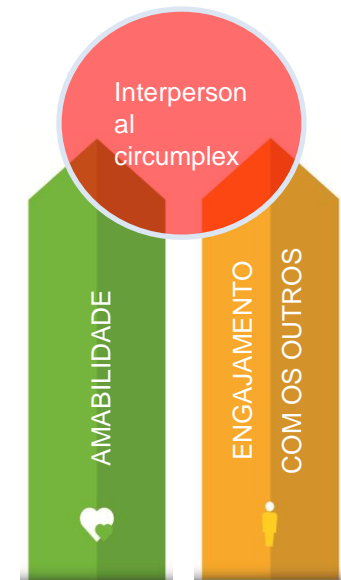 Interperson
al
circumplex
AMABILIDADE
ENGAJAMENTO
COM OS OUTROS